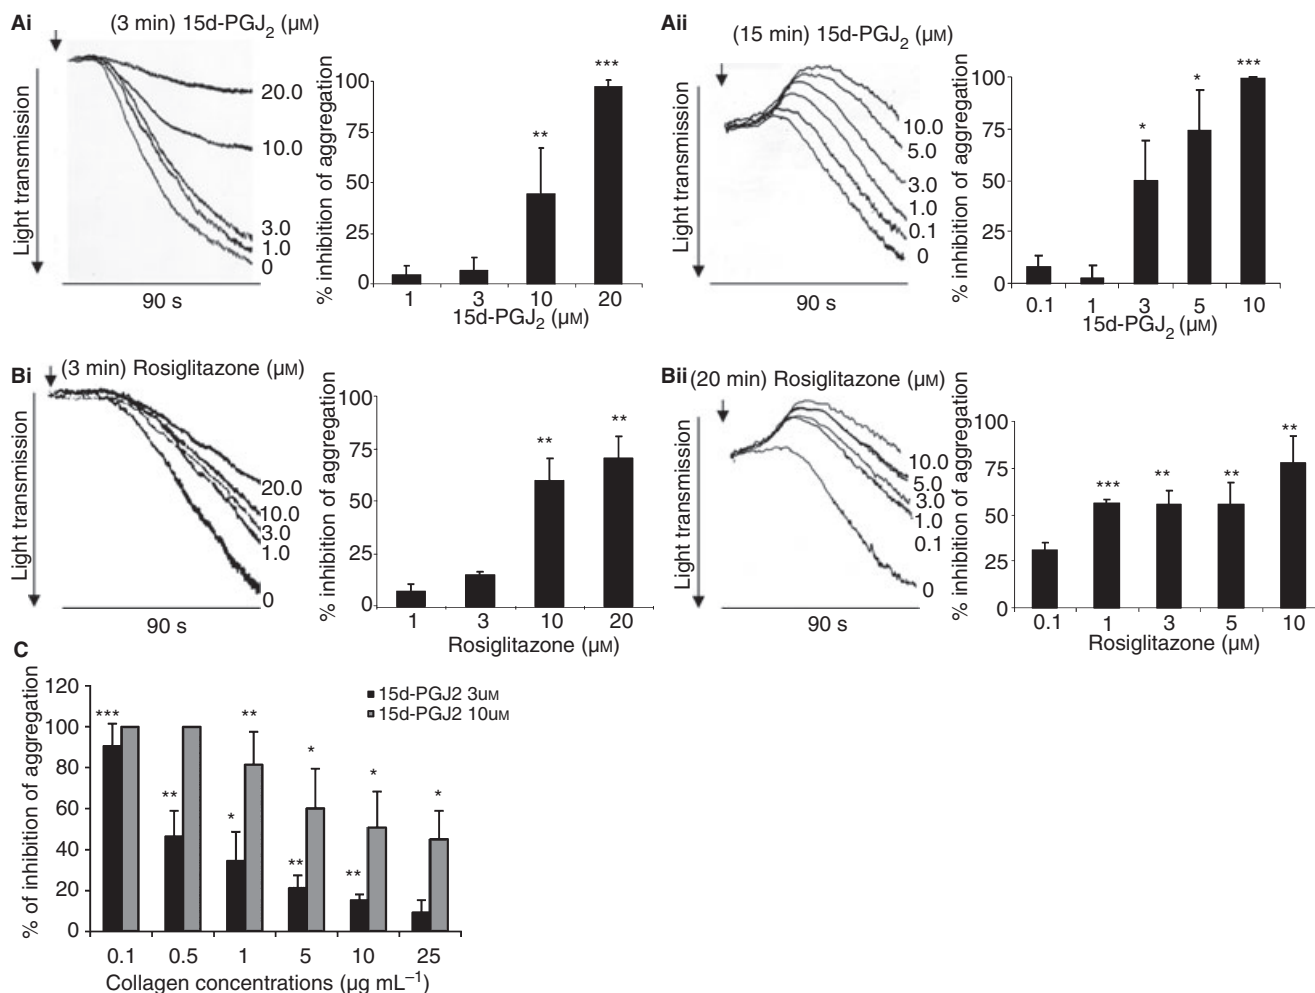 Ai
(3 min) 15d-PGJ2 (µM)
Light transmission
20.0
10.0
3.0
1.0
0
90 s
% inhibition of aggregation
100
75
50
25
0
***
**
1 3 10 20
15d-PGJ2 (µM)
Aii
(15 min) 15d-PGJ2 (µM)
Light transmission
10.0
5.0
3.0
1.0
0.1
0
90 s
% inhibition of aggregation
100
75
50
25
0
*
*
***
0.1 1 3 5 10
15d-PGJ2 (µM)
Bi
(3 min) Rosiglitazone (µM)
Light transmission
20.0
10.0
3.0
1.0
0
90 s
% inhibition of aggregation
100
75
50
25
0
**
**
1 3 10 20
Rosiglitazone (µM)
Bii
(20 min) Rosiglitazone (µM)
Light transmission
10.0
5.0
3.0
1.0
0.1
0
90 s
% inhibition of aggregation
100
75
50
25
0
***
**
**
**
0.1 1 3 5 10
Rosiglitazone (µM)
C
% of inhibition of aggregation
120
100
80
60
40
20
0
15d-PGJ2 3uM
15d-PGJ2 10uM
***
**
**
*
*
**
*
**
*
0.1 0.5 1 5 10 25
Collagen concentrations (µg mL–1)